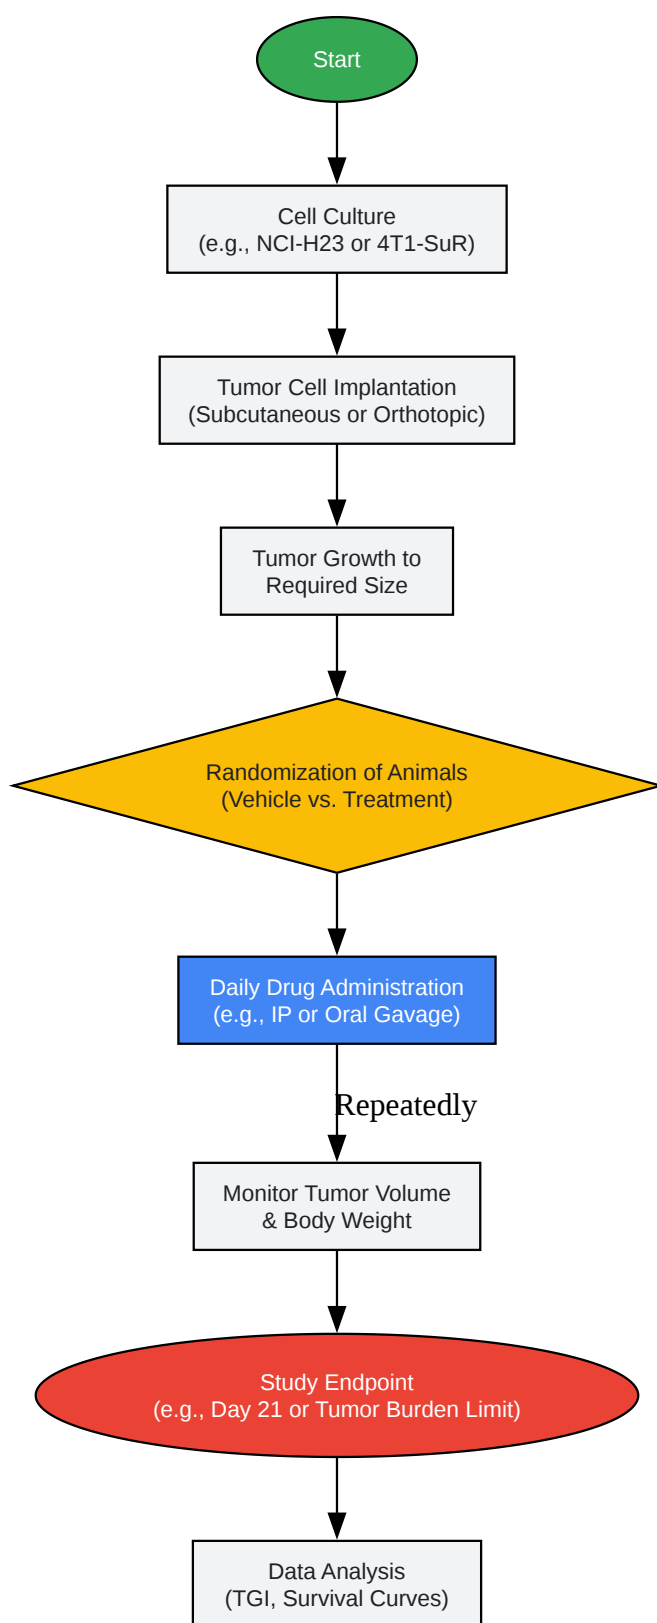 Start
Cell Culture
(e.g., NCI-H23 or 4T1-SuR)
Tumor Cell Implantation
(Subcutaneous or Orthotopic)
Tumor Growth to
Required Size
Randomization of Animals
(Vehicle vs. Treatment)
Daily Drug Administration
(e.g., IP or Oral Gavage)
Repeatedly
Monitor Tumor Volume
& Body Weight
Study Endpoint
(e.g., Day 21 or Tumor Burden Limit)
Data Analysis
(TGI, Survival Curves)